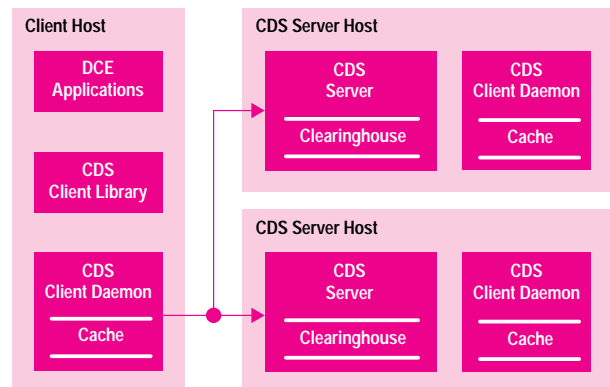 Client Host
DCE
Applications
CDS
Client Library
CDS
Client Daemon
Cache
CDS Server Host
CDS
Server
Clearinghouse
CDS
Client Daemon
Cache
CDS Server Host
CDS
Server
Clearinghouse
CDS
Client Daemon
Cache